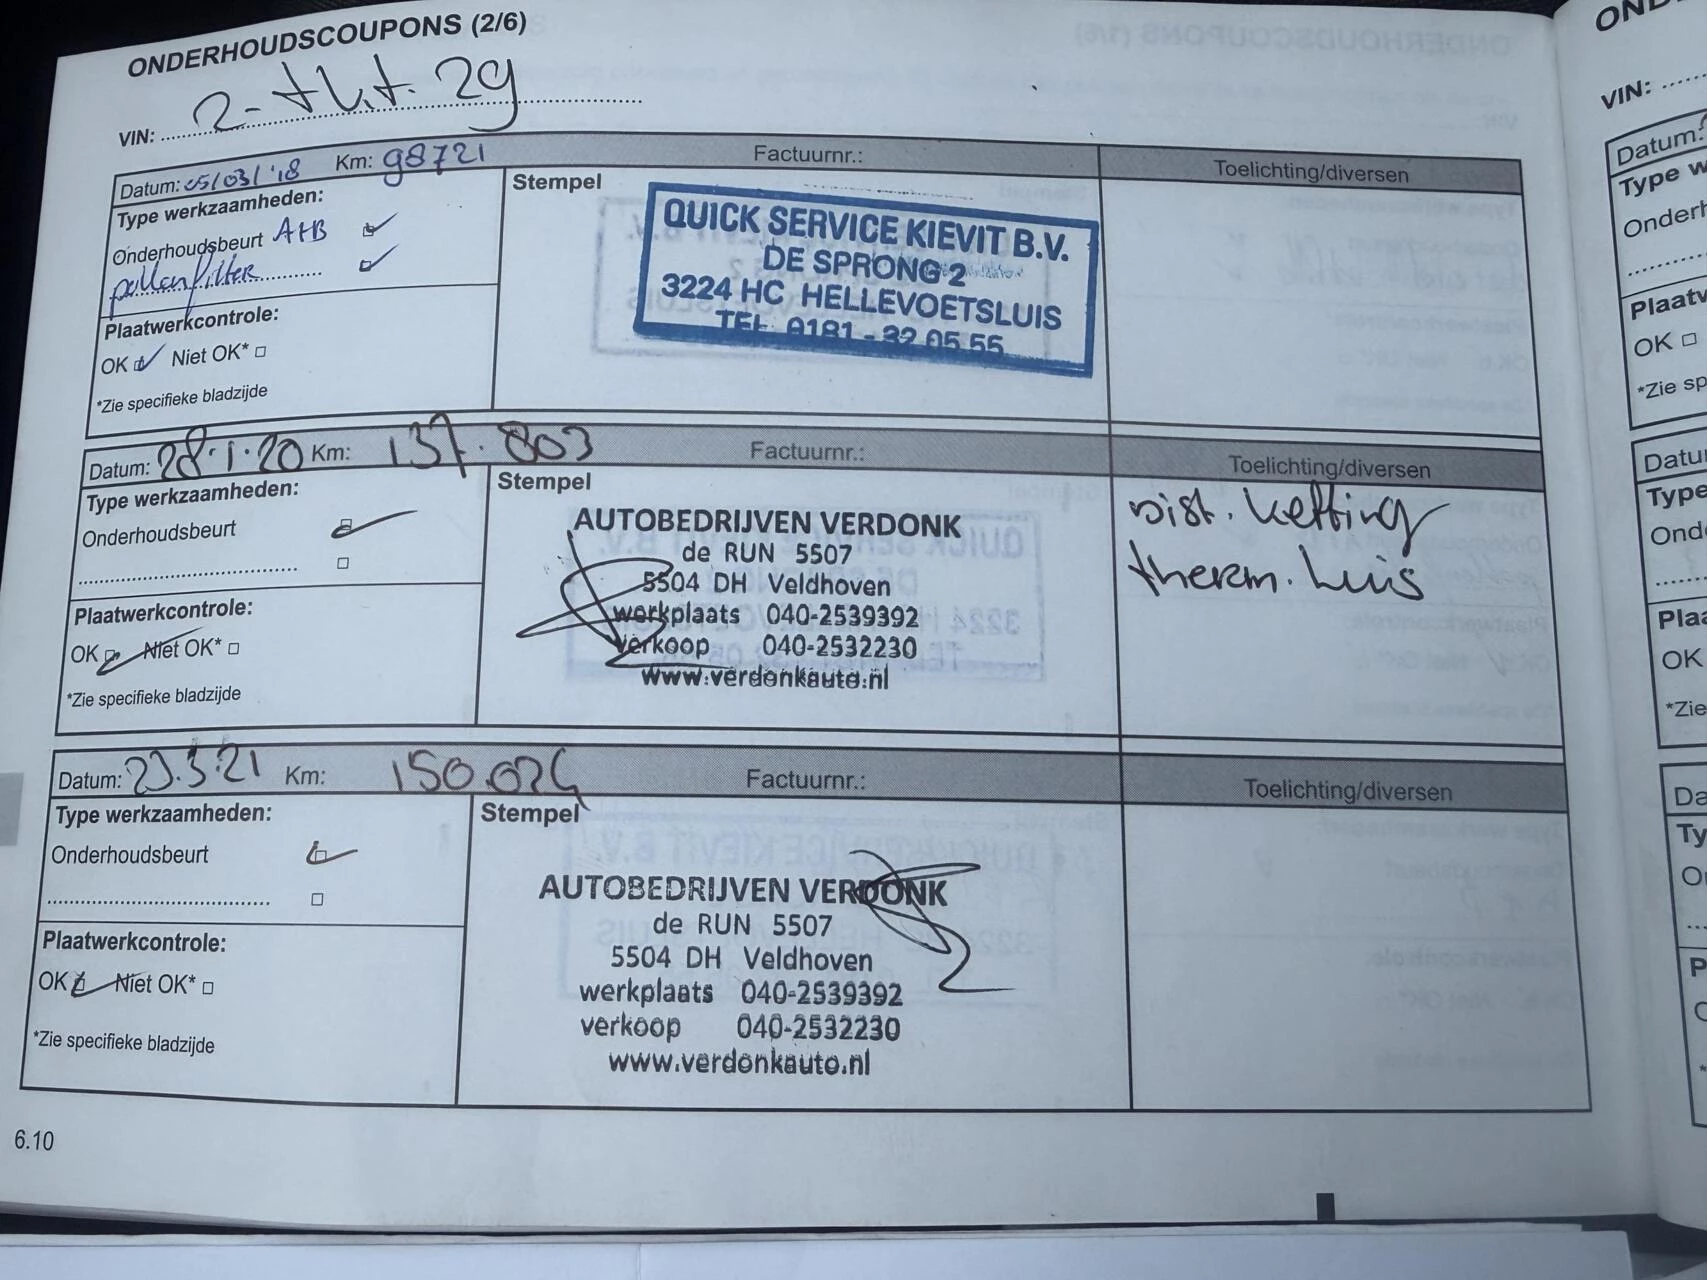 ONDERHOUDSCOUPONS (2/6)
VIN: 2-tht-29
Datum: 05/03/'18 Km: 98721 Factuurnr.: Toelichting/diversen
Type werkzaamheden:
Onderhoudsbeurt A+B
pollenfilter
Plaatwerkcontrole:
OK Niet OK*
*Zie specifieke bladzijde
Stempel
QUICK SERVICE KIEVIT B.V.
DE SPRONG 2
3224 HC HELLEVOETSLUIS
TEL. 0181 - 32 05 55
Datum: 28.1.20 Km: 137.803 Factuurnr.: Toelichting/diversen
Type werkzaamheden:
Onderhoudsbeurt
Plaatwerkcontrole:
OK Niet OK*
*Zie specifieke bladzijde
Stempel
AUTOBEDRIJVEN VERDONK
de RUN 5507
5504 DH Veldhoven
werkplaats 040-2539392
verkoop 040-2532230
www.verdonkauto.nl
Dist. ketting
therm. huis
Datum: 23.3.21 Km: 150.024 Factuurnr.: Toelichting/diversen
Type werkzaamheden:
Onderhoudsbeurt
Plaatwerkcontrole:
OK Niet OK*
*Zie specifieke bladzijde
Stempel
AUTOBEDRIJVEN VERDONK
de RUN 5507
5504 DH Veldhoven
werkplaats 040-2539392
verkoop 040-2532230
www.verdonkauto.nl
6.10
VIN:
Datum:
OK
*Zie